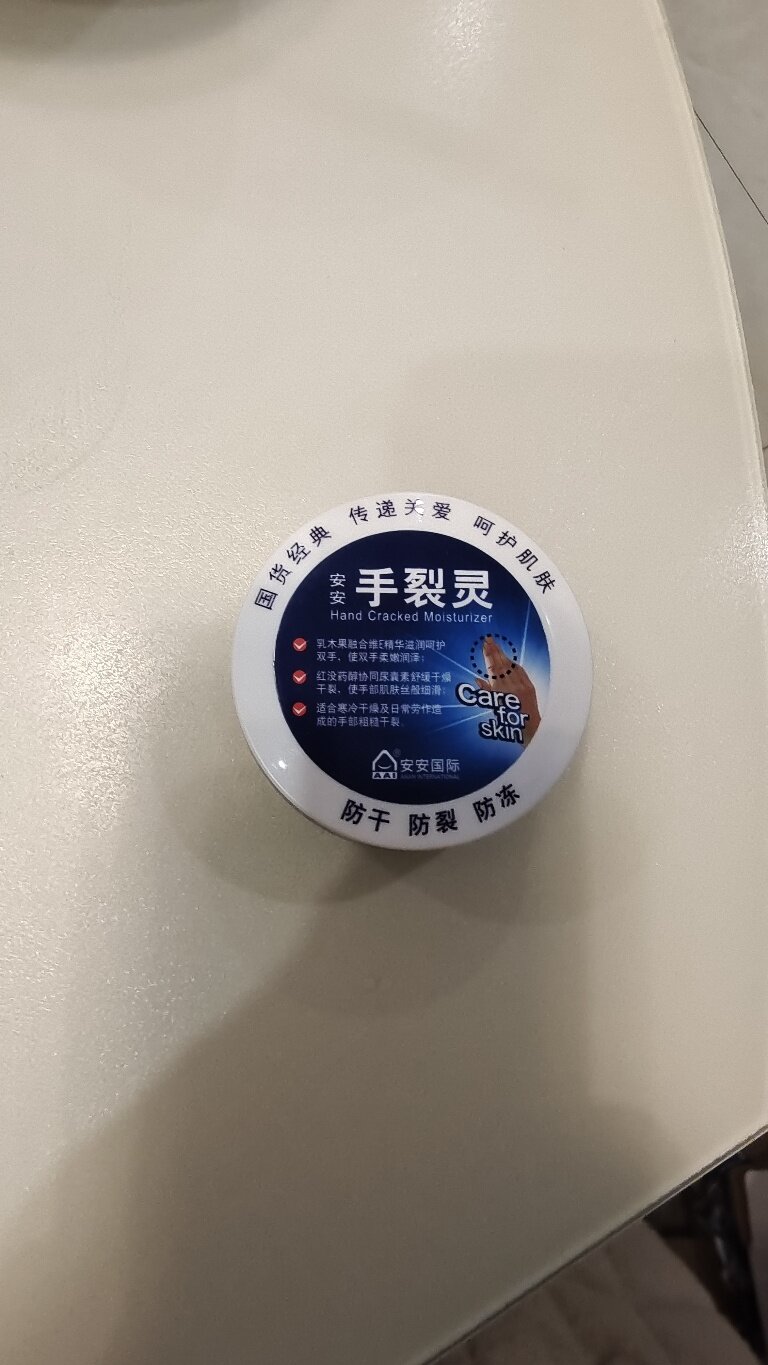 国货经典 传递关爱 呵护肌肤
安安 手裂灵
Hand Cracked Moisturizer
乳木果融合维E精华滋润呵护
双手，使双手柔嫩润泽；
红没药醇协同尿囊素舒缓干燥
干裂，使手部肌肤丝般细滑；
适合寒冷干燥及日常劳作造
成的手部粗糙干裂。
Care
for
skin
AAI ® 安安国际
ANAN INTERNATIONAL
防干 防裂 防冻